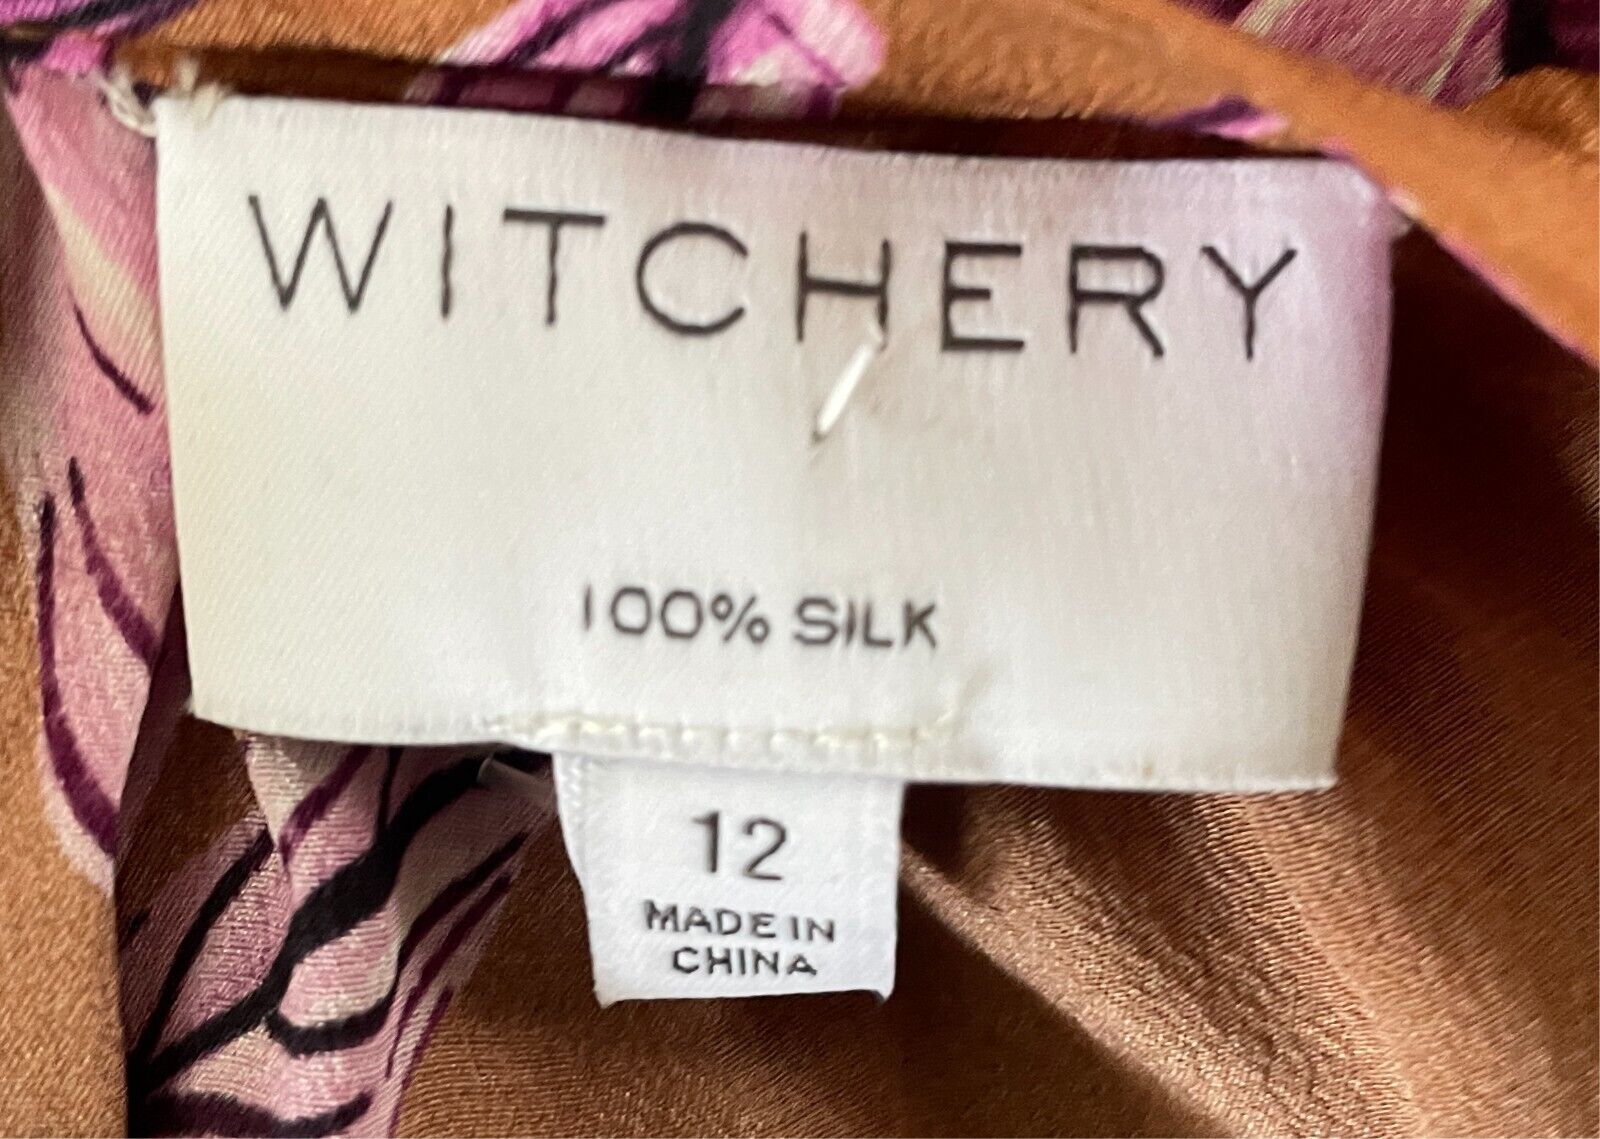 WITCHERY
100% SILK
12
MADE IN
CHINA